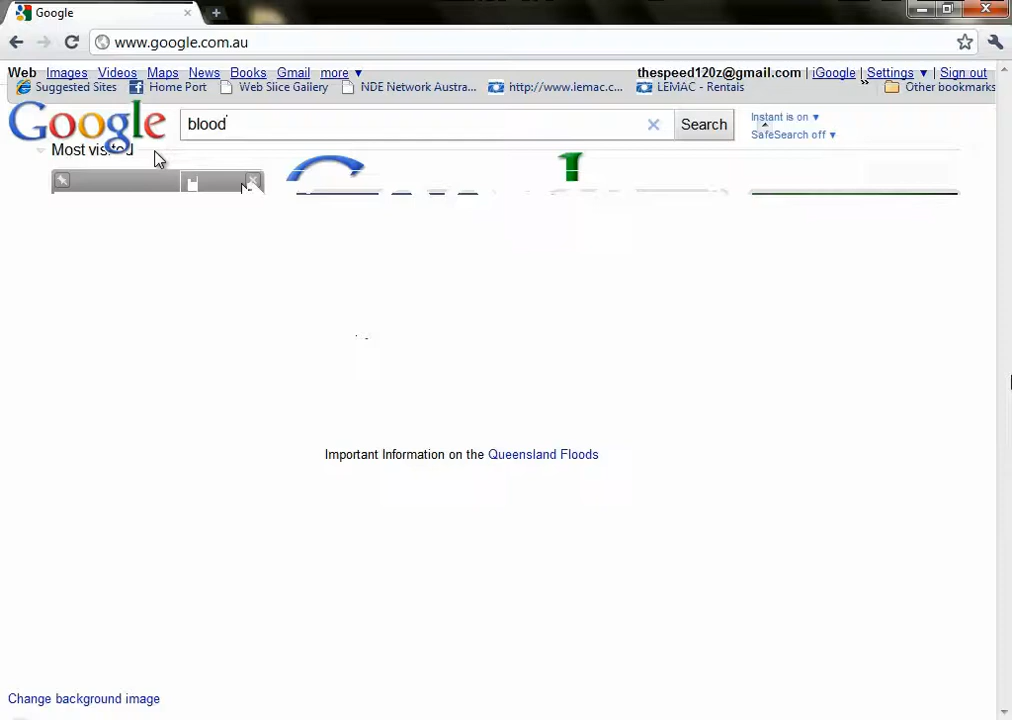 Google
www.google.com.au
Web Images Videos Maps News Books Gmail more ▼ thespeed120z@gmail.com | iGoogle | Settings ▼ | Sign out
Suggested Sites Home Port Web Slice Gallery NDE Network Austra... http://www.lemac.c... LEMAC - Rentals » Other bookmarks
Google blood Search Instant is on ▼
SafeSearch off ▼
Most visited
Important Information on the Queensland Floods
Change background image